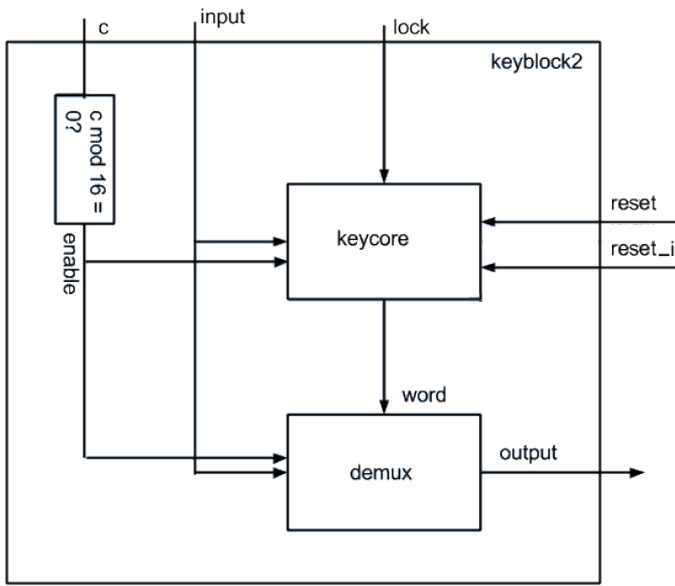 c
input
lock
keyblock2
c mod 16 =
0?
reset
keycore
reset_i
enable
word
output
demux